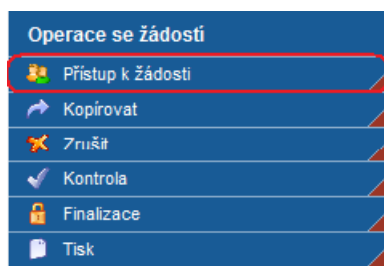 Operace se žádostí
Přístup k žádosti
Kopírovat
Zrušit
Kontrola
Finalizace
Tisk